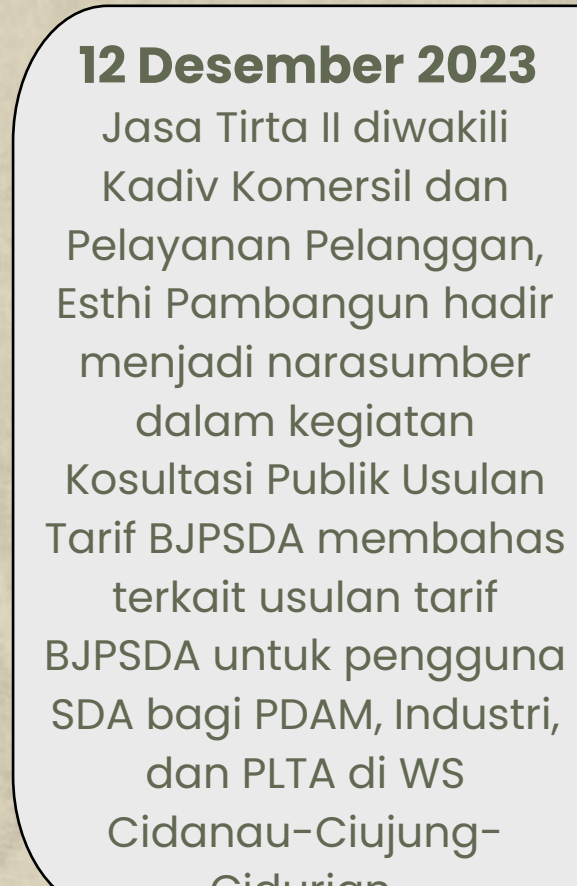 12 Desember 2023
Jasa Tirta II diwakili
Kadiv Komersil dan
Pelayanan Pelanggan,
Esthi Pambangun hadir
menjadi narasumber
dalam kegiatan
Kosultasi Publik Usulan
Tarif BJPSDA membahas
terkait usulan tarif
BJPSDA untuk pengguna
SDA bagi PDAM, Industri,
dan PLTA di WS
Cidanau-Ciujung-
Cidurian